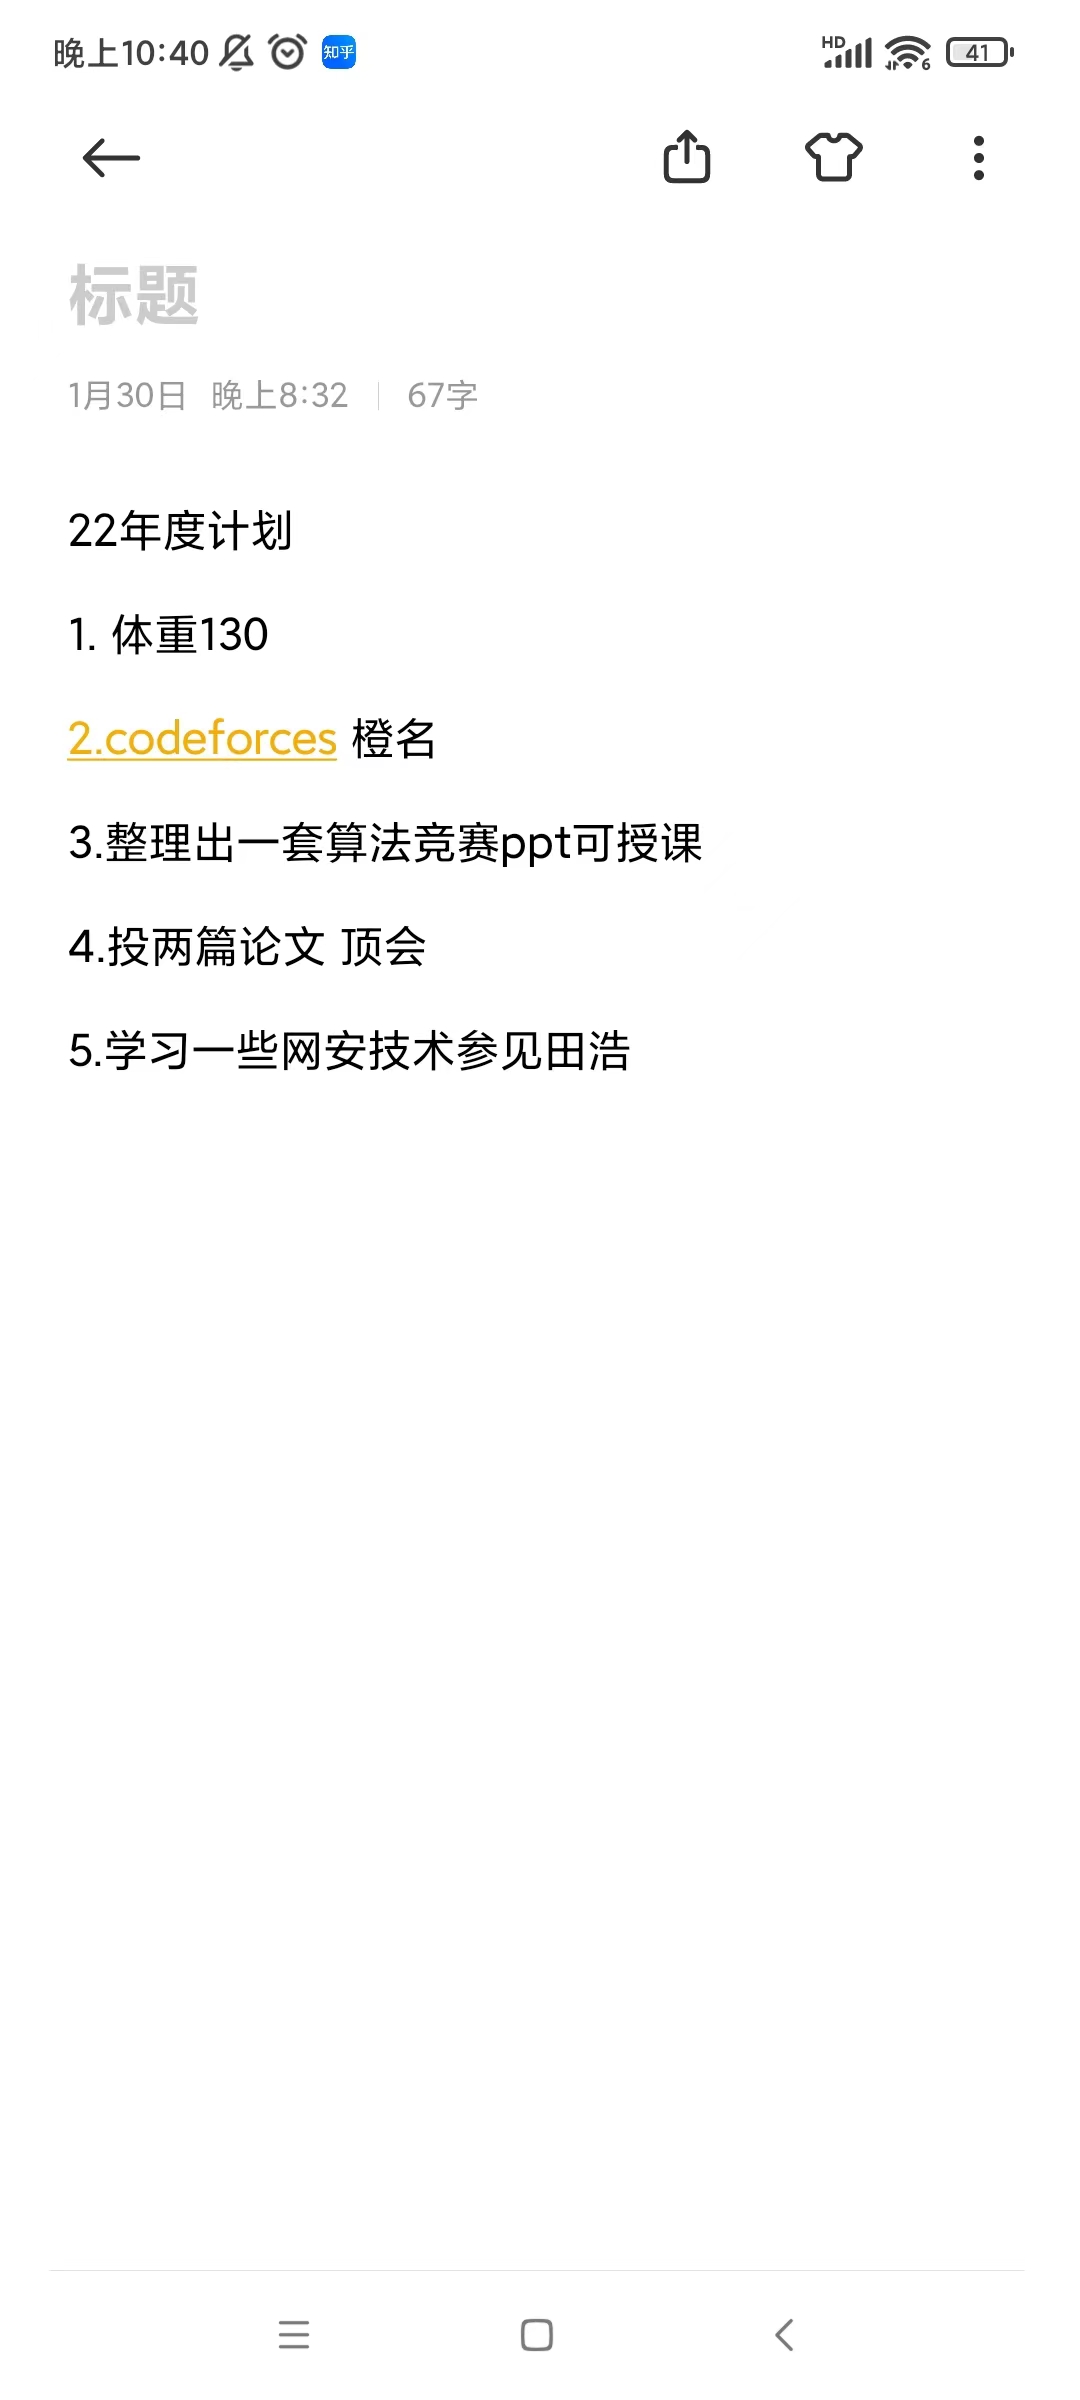 晚上10:40 知乎 HD 6 41
标题
1月30日 晚上8:32 | 67字
22年度计划
1. 体重130
2.codeforces 橙名
3.整理出一套算法竞赛ppt可授课
4.投两篇论文 顶会
5.学习一些网安技术参见田浩